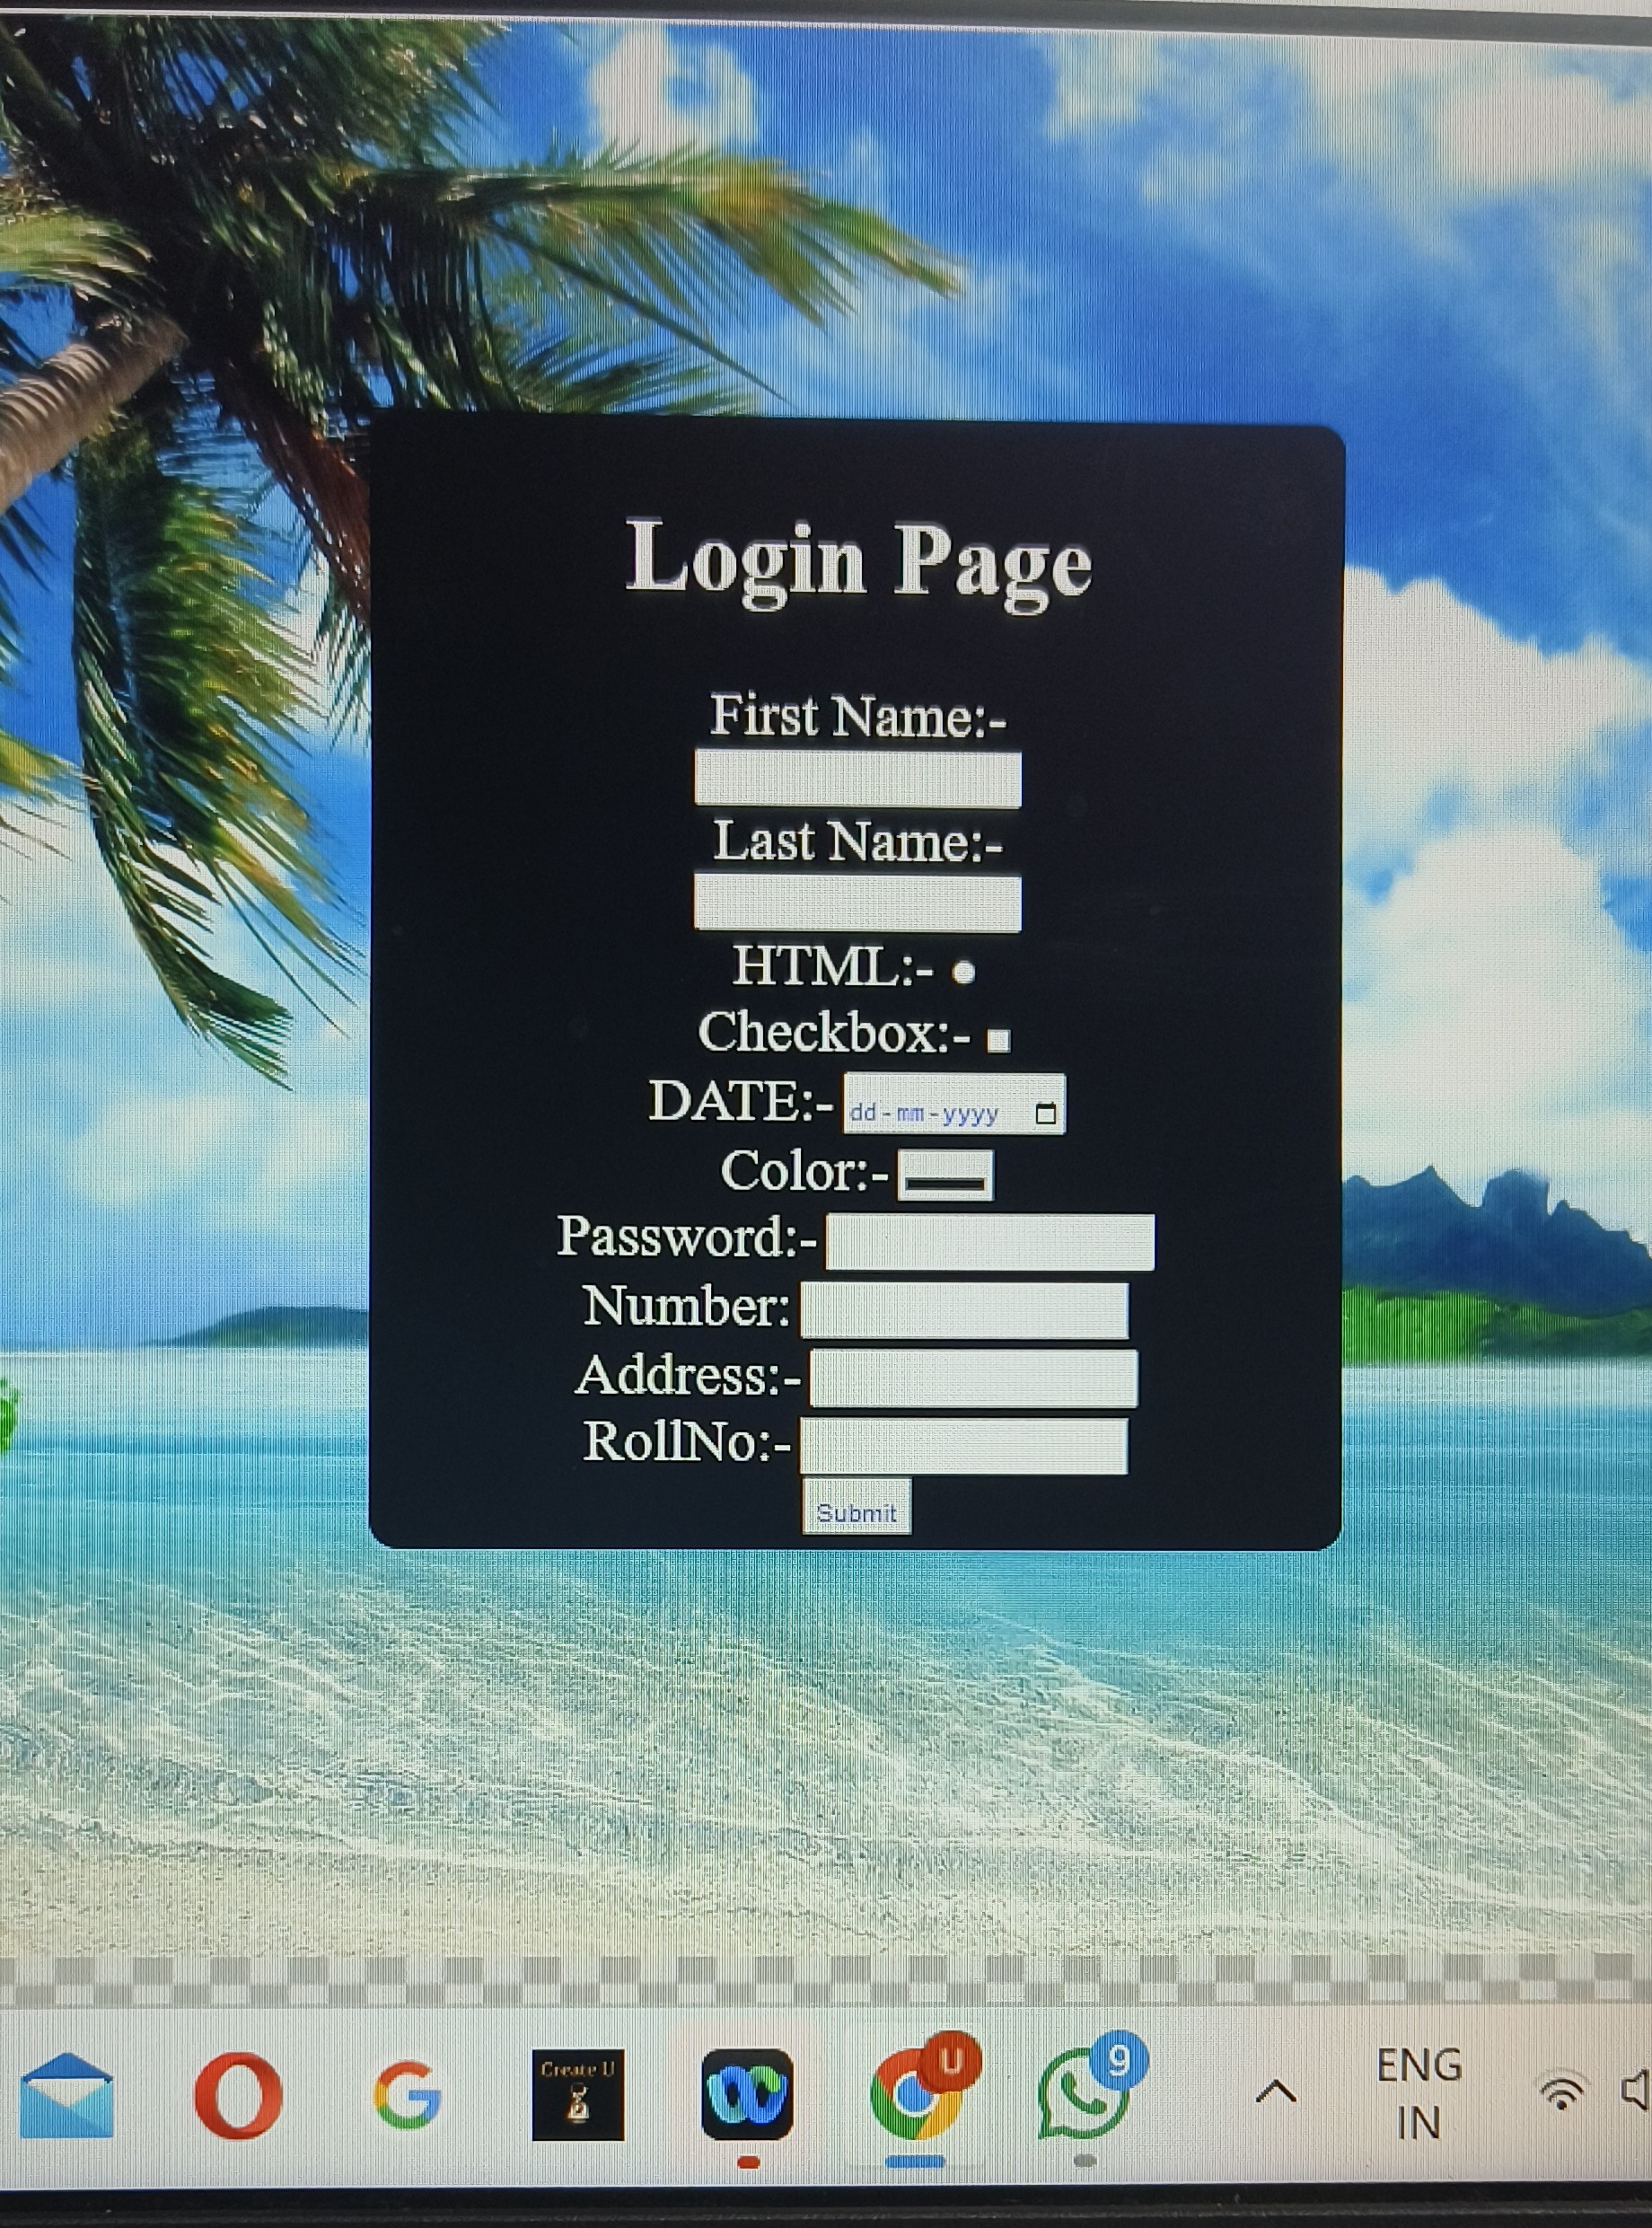 Login Page
First Name:-
Last Name:-
HTML:-
Checkbox:-
DATE:- dd-mm-yyyy
Color:-
Password:-
Number:
Address:-
RollNo:-
Submit
Create U
U
9
ENG
IN